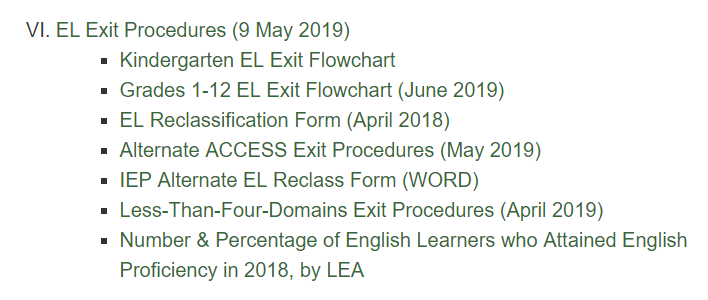 VI. EL Exit Procedures (9 May 2019)
▪ Kindergarten EL Exit Flowchart
▪ Grades 1-12 EL Exit Flowchart (June 2019)
▪ EL Reclassification Form (April 2018)
▪ Alternate ACCESS Exit Procedures (May 2019)
▪ IEP Alternate EL Reclass Form (WORD)
▪ Less-Than-Four-Domains Exit Procedures (April 2019)
▪ Number & Percentage of English Learners who Attained English
Proficiency in 2018, by LEA